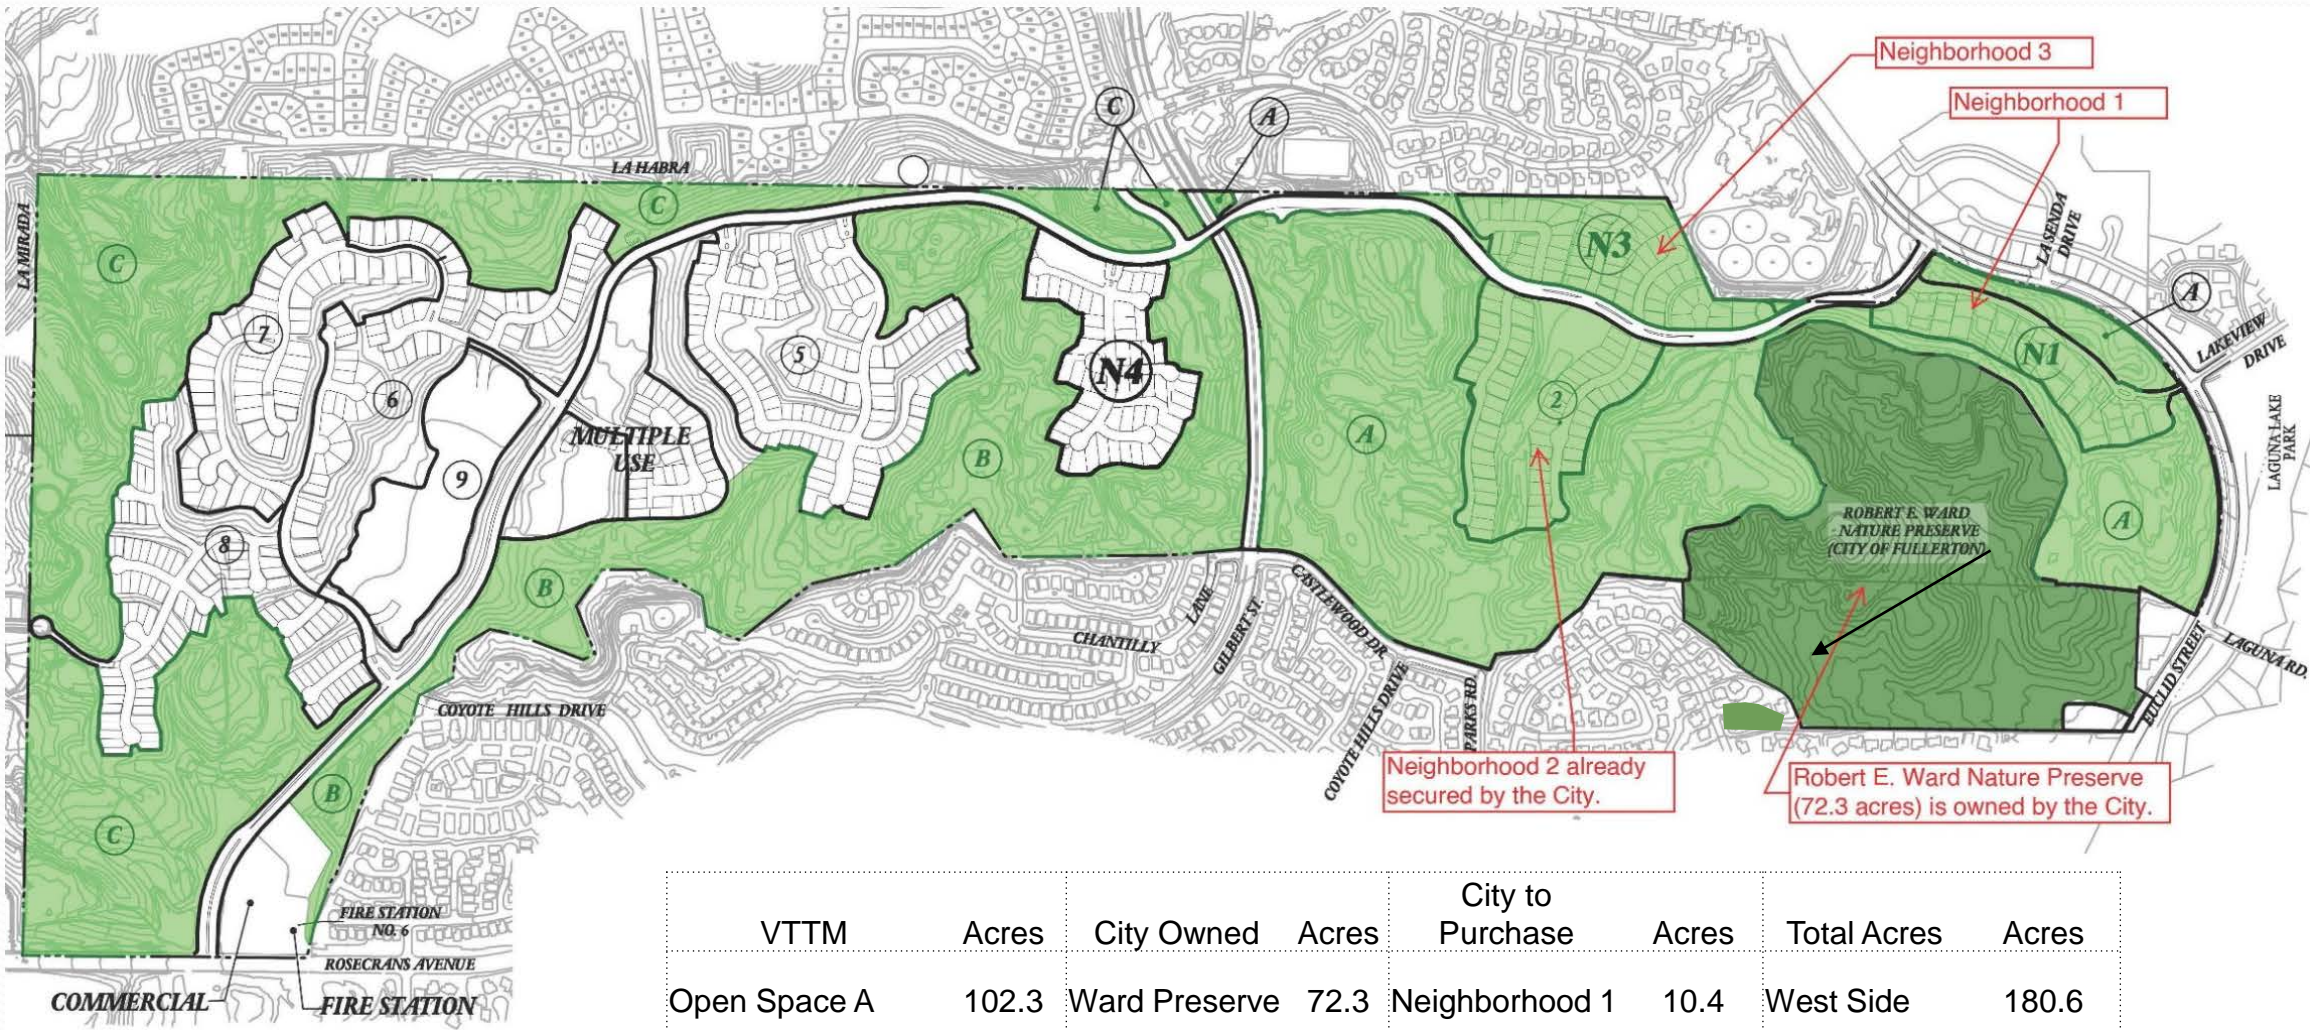 Neighborhood 3
Neighborhood 1
C
A
LA HABRA
C
LA MIRADA
C
N3
LA SENDA
DRIVE
A
7
5
N4
N1
LAKEVIEW
DRIVE
6
2
A
MULTIPLE
USE
B
9
LAGUNA LAKE
PARK
A
ROBERT E. WARD
NATURE PRESERVE
(CITY OF FULLERTON)
8
B
CASTLEWOOD DR.
LANE
CHANTILLY
GILBERT ST.
COYOTE HILLS DRIVE
PARKS RD.
EUCLID STREET
LAGUNA RD.
COYOTE HILLS DRIVE
Neighborhood 2 already
secured by the City.
Robert E. Ward Nature Preserve
(72.3 acres) is owned by the City.
B
C
FIRE STATION
NO. 6
ROSECRANS AVENUE
COMMERCIAL
FIRE STATION
City to
VTTM Acres City Owned Acres Purchase Acres Total Acres Acres
Open Space A 102.3 Ward Preserve 72.3 Neighborhood 1 10.4 West Side 180.6